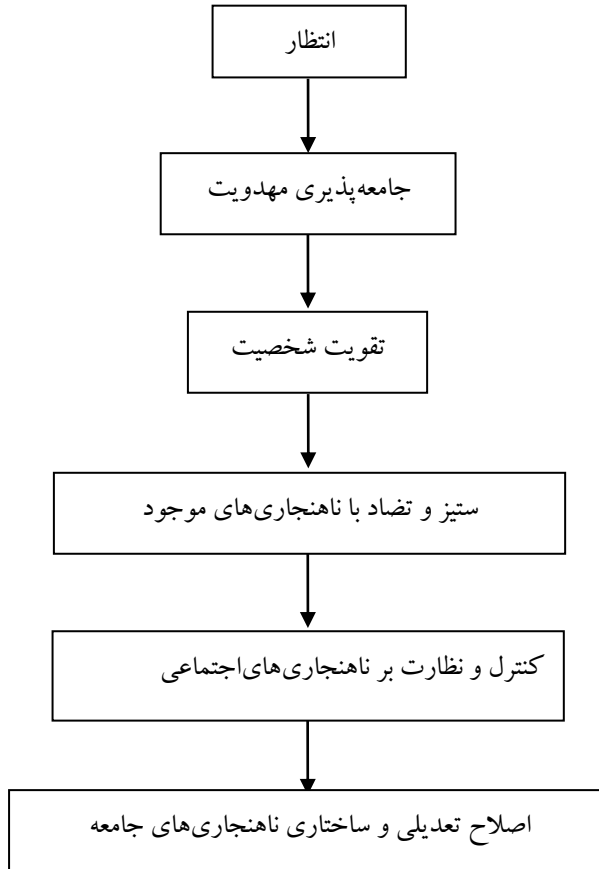 انتظار
جامعه‌پذیری مهدویت
تقویت شخصیت
ستیز و تضاد با ناهنجاری‌های موجود
کنترل و نظارت بر ناهنجاری‌های‌اجتماعی
اصلاح تعدیلی و ساختاری ناهنجاری‌های جامعه